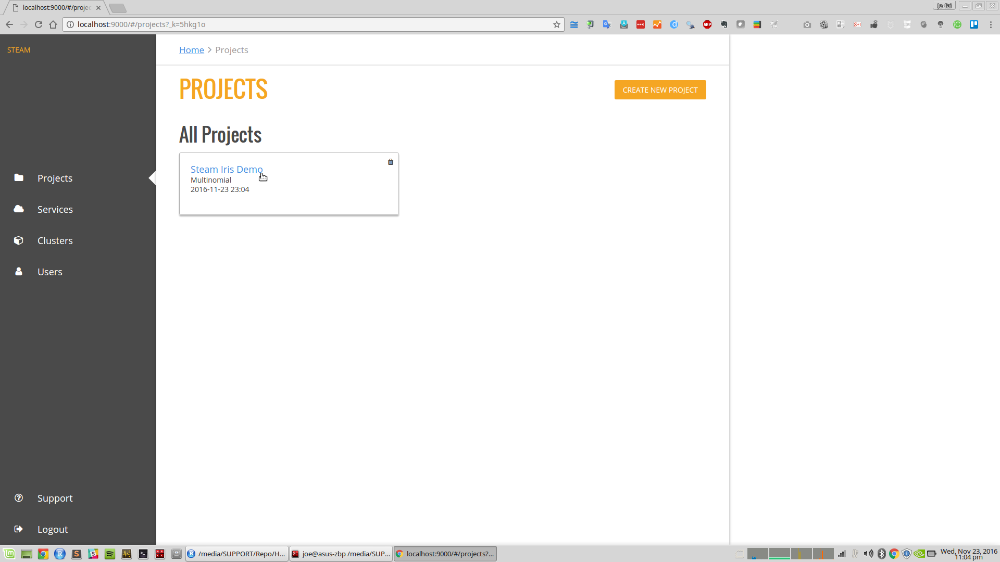 localhost:9000/#/projec
Jo-fai
localhost:9000/#/projects?_k=5hkg1o
ABP
STEAM
Home > Projects
PROJECTS
CREATE NEW PROJECT
All Projects
Steam Iris Demo
Multinomial
2016-11-23 23:04
Projects
Services
Clusters
Users
Support
Logout
/media/SUPPORT/Repo/H...
joe@asus-zbp /media/SUP...
localhost:9000/#/projects?...
Wed, Nov 23, 2016
11:04 pm